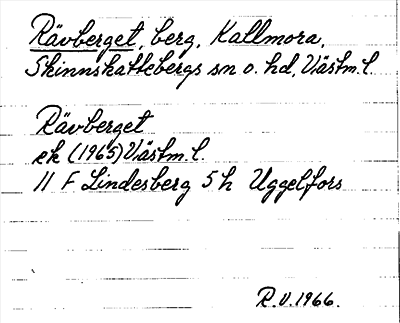 Rävberget, berg, Kallmora,
Skinnskattebergs sn o. hd, Västm. l.
Rävberget
ek (1965) Västm. l.
11 F Lindesberg 5 h Uggelfors
R.V. 1966.